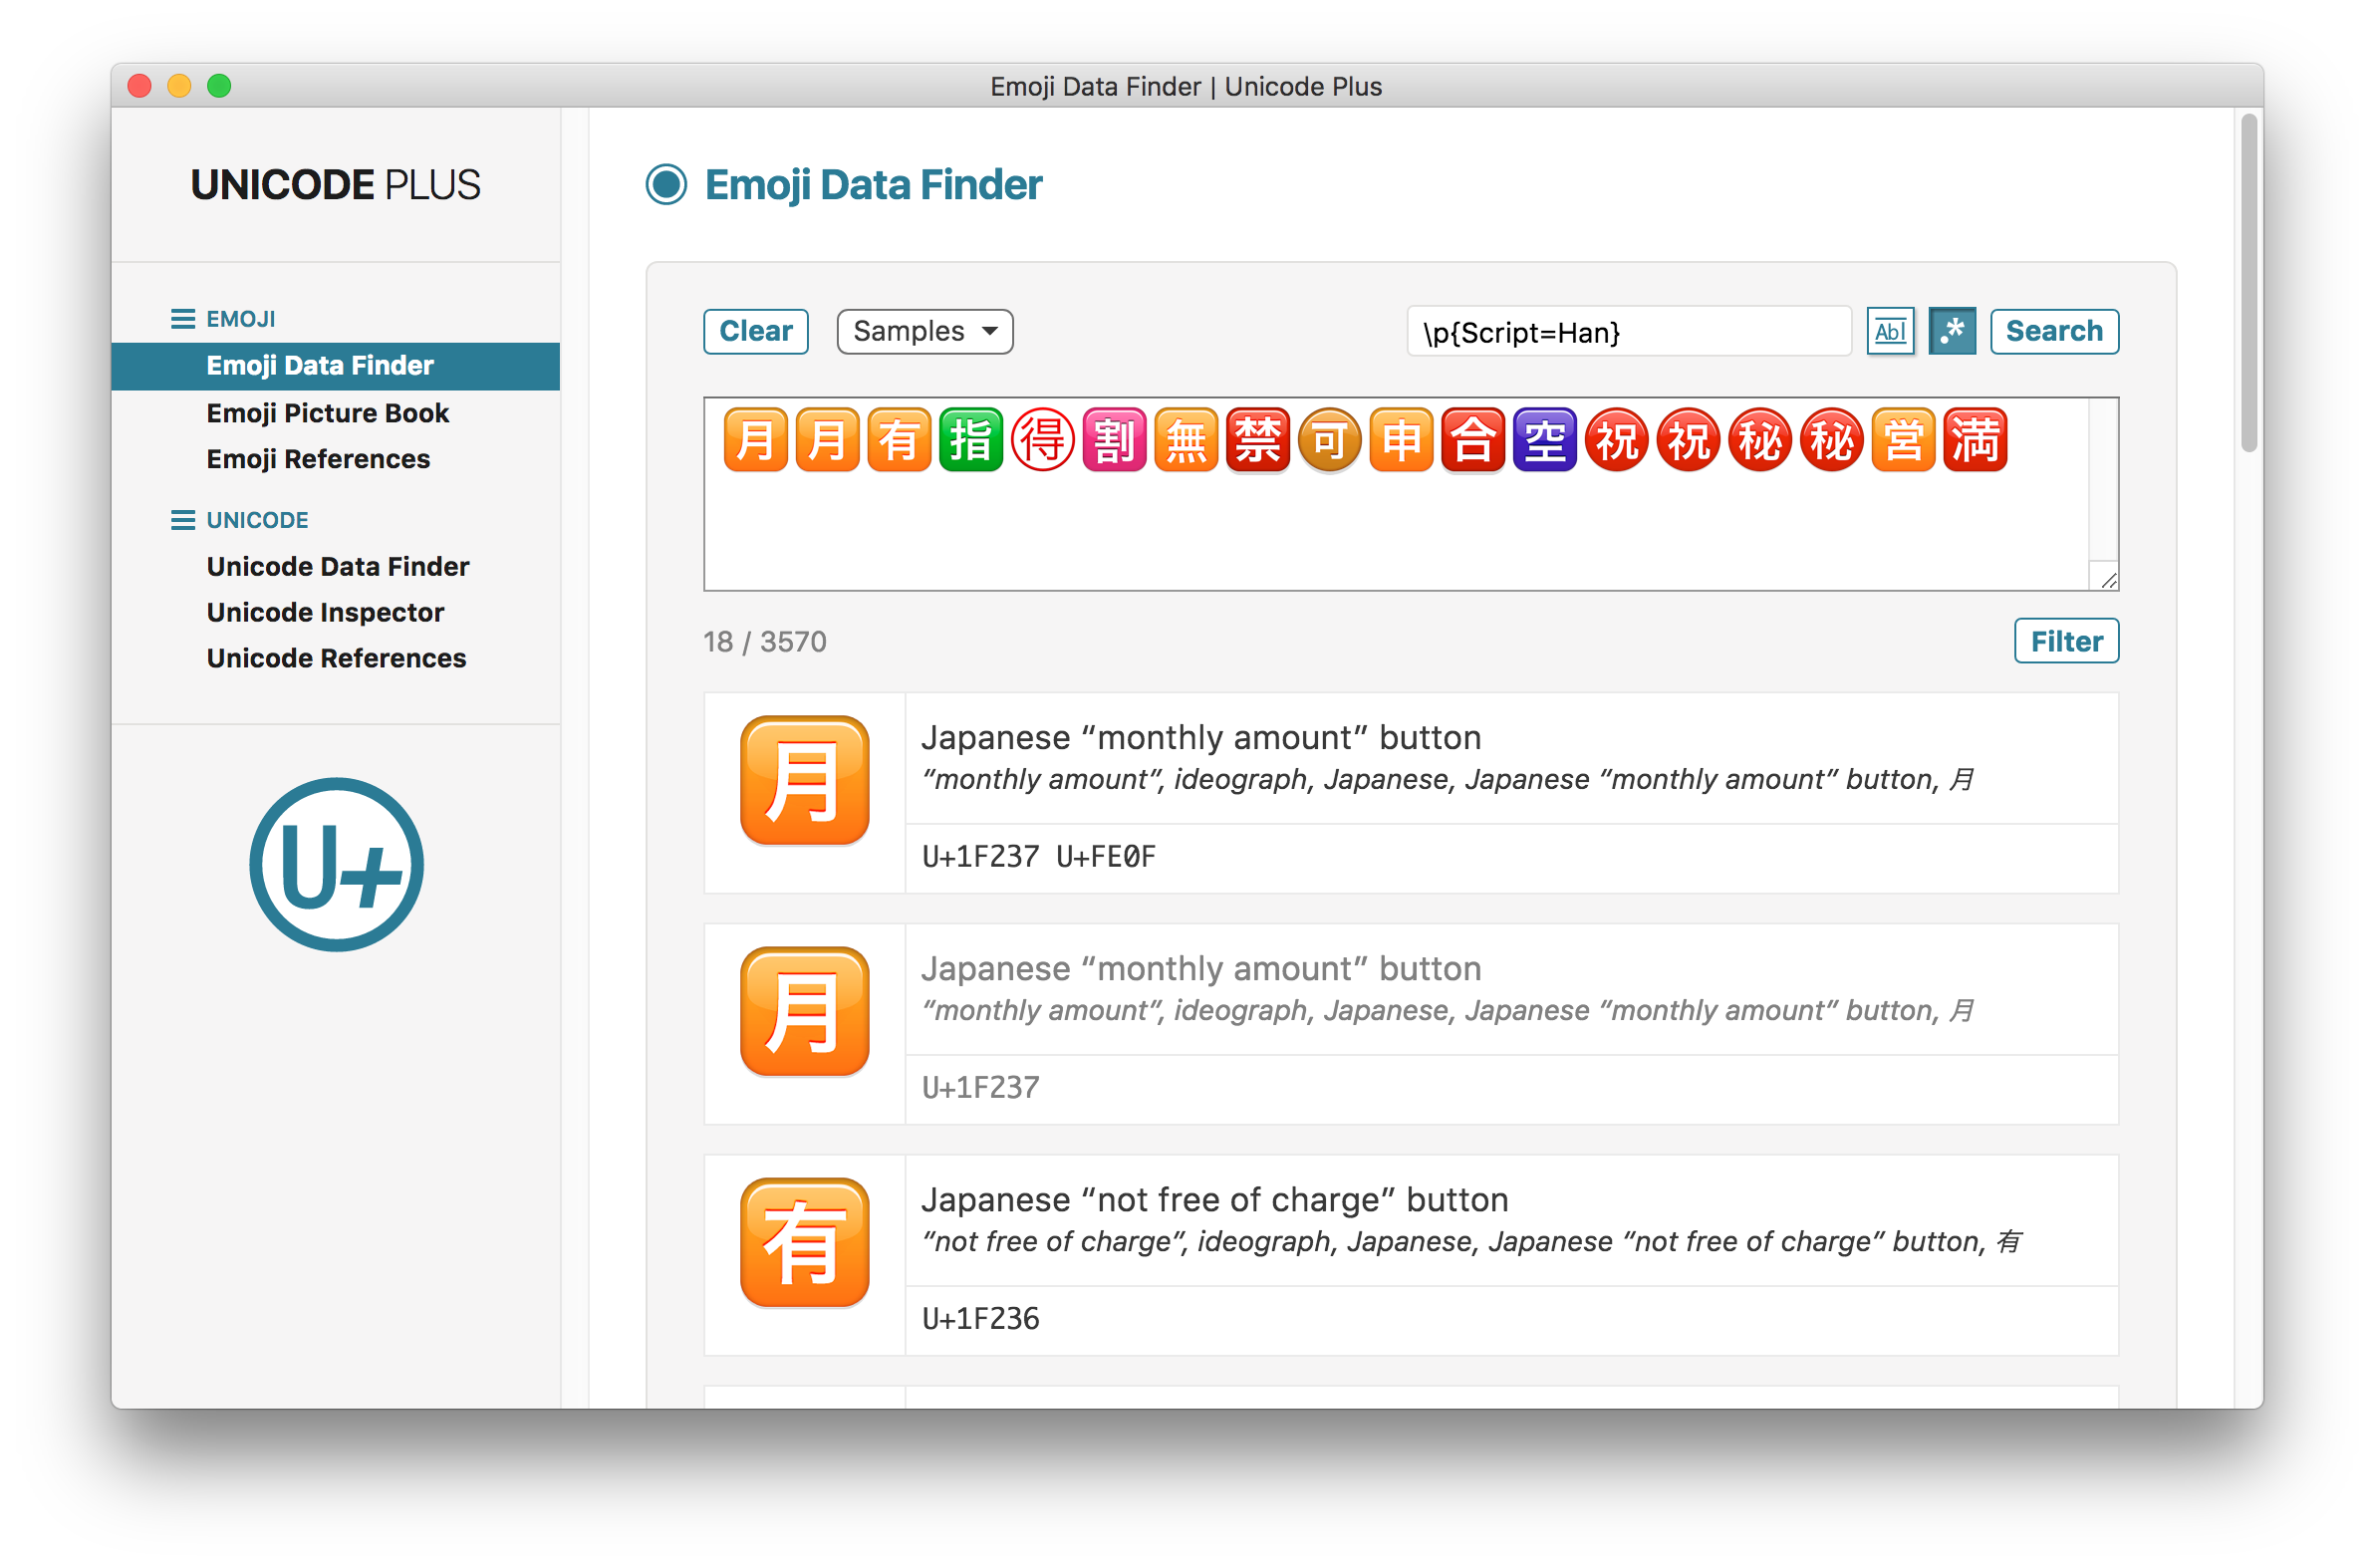 Emoji Data Finder | Unicode Plus
UNICODE PLUS
EMOJI
Emoji Data Finder
Emoji Picture Book
Emoji References
UNICODE
Unicode Data Finder
Unicode Inspector
Unicode References
U+
Emoji Data Finder
Clear Samples \p{Script=Han} Abl .* Search
月 月 有 指 得 割 無 禁 可 申 合 空 祝 祝 秘 秘 営 満
18 / 3570 Filter
月
Japanese “monthly amount” button
“monthly amount”, ideograph, Japanese, Japanese “monthly amount” button, 月
U+1F237 U+FE0F
月
Japanese “monthly amount” button
“monthly amount”, ideograph, Japanese, Japanese “monthly amount” button, 月
U+1F237
有
Japanese “not free of charge” button
“not free of charge”, ideograph, Japanese, Japanese “not free of charge” button, 有
U+1F236